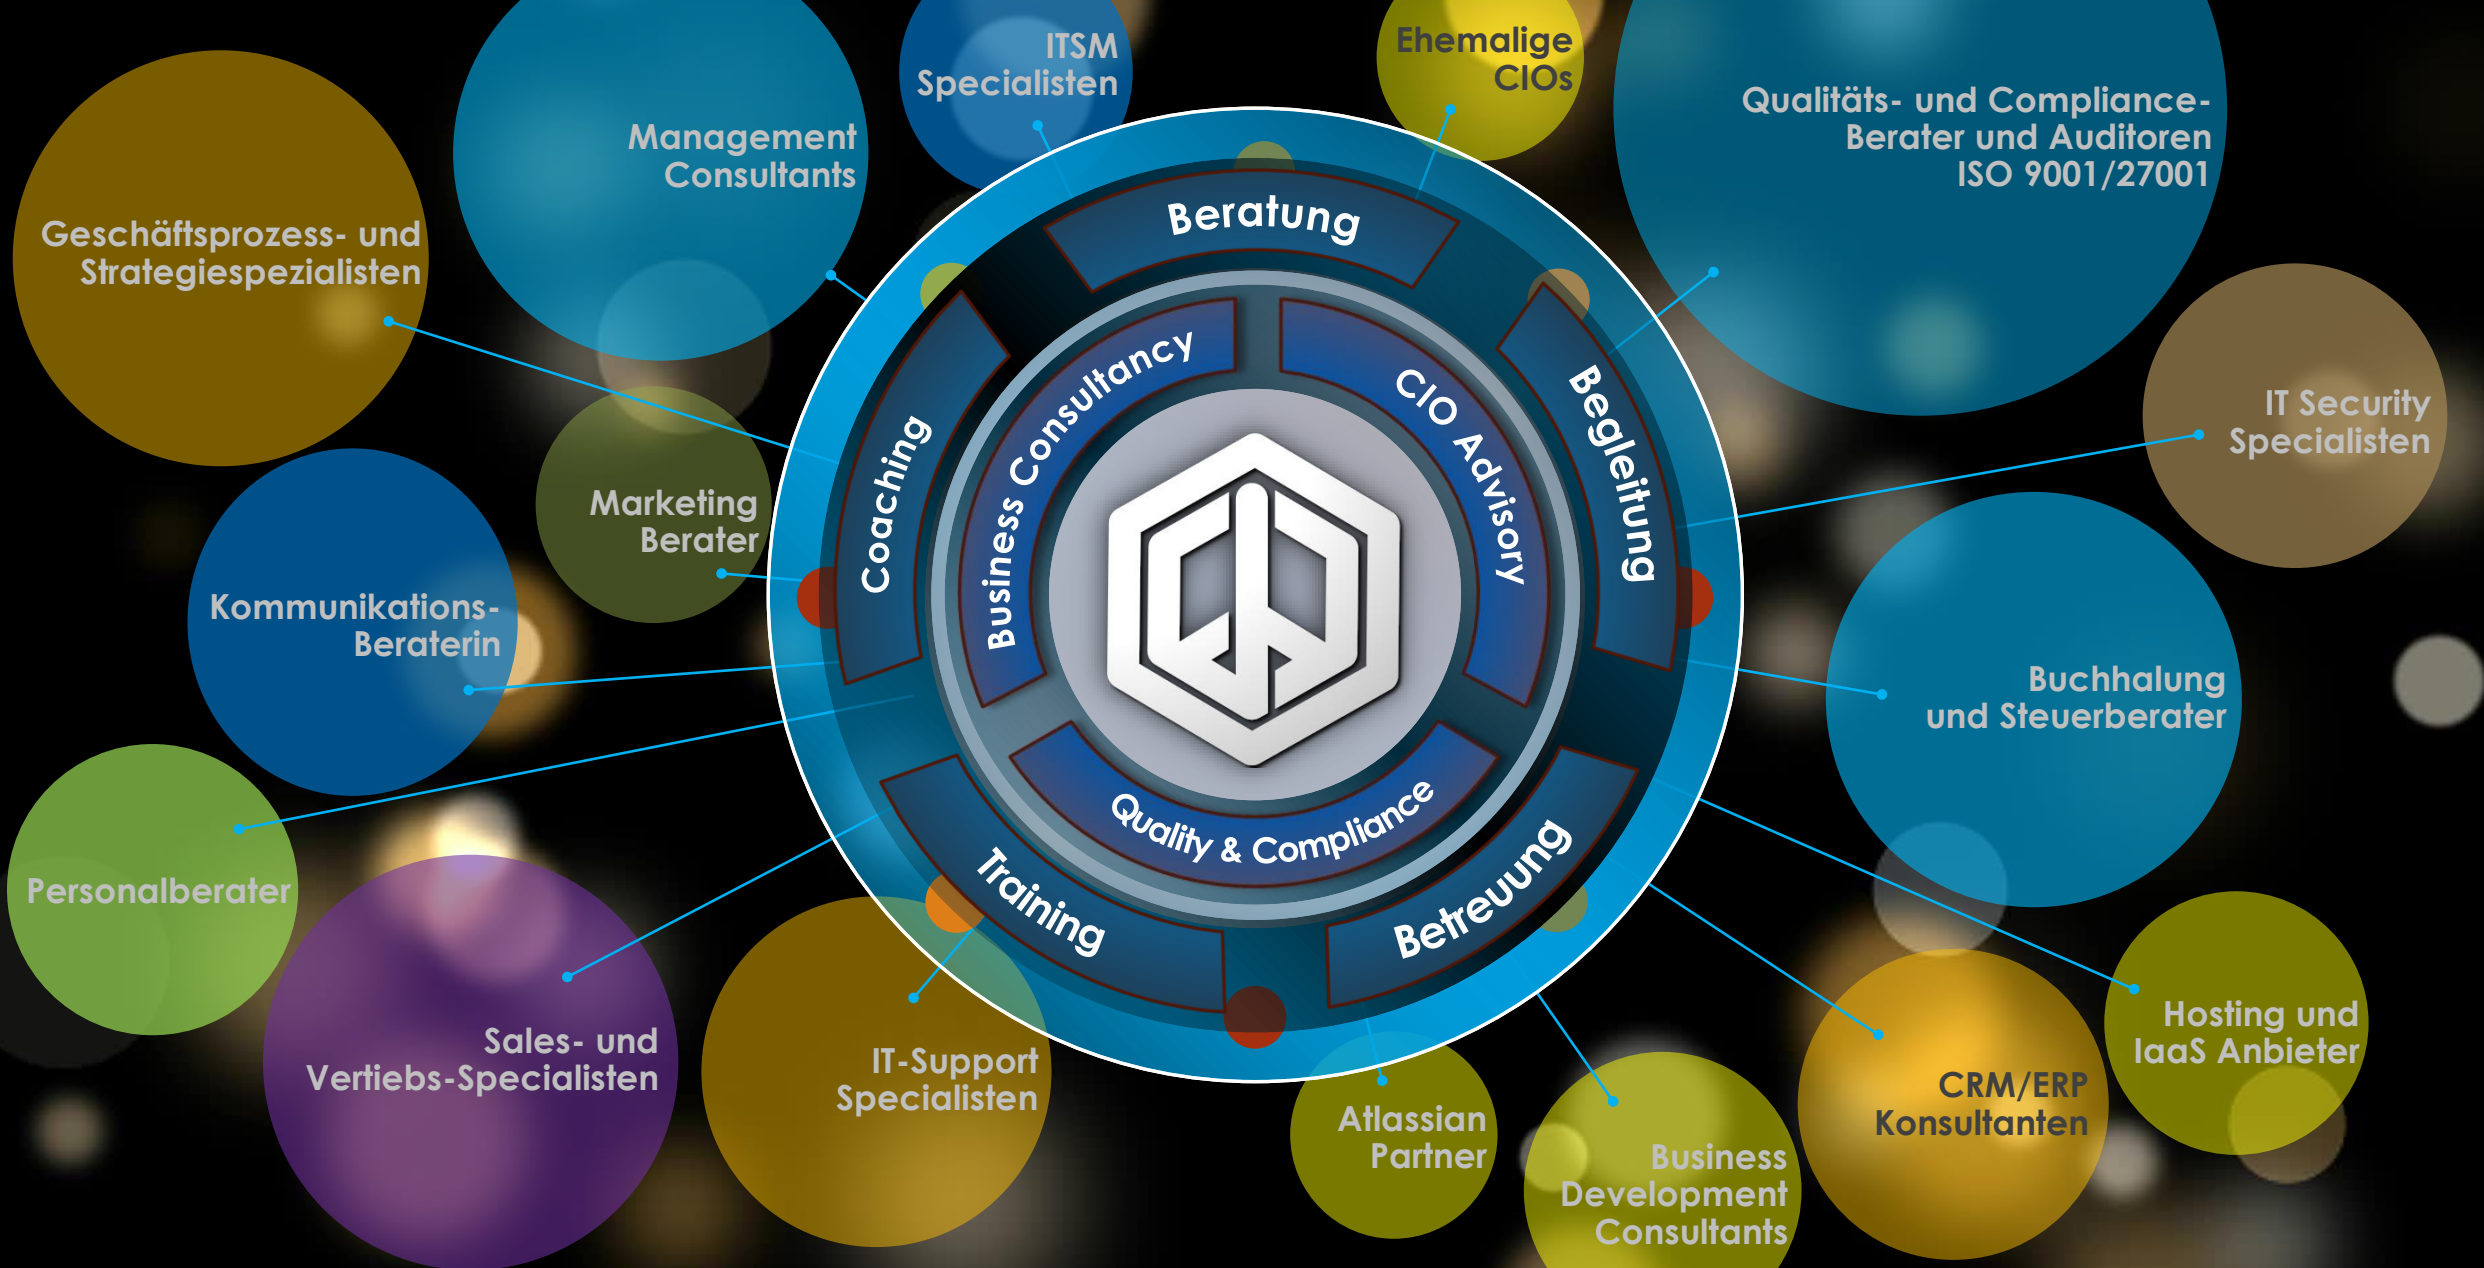 ITSM
Specialisten
Ehemalige
CIOs
Qualitäts- und Compliance-
Berater und Auditoren
ISO 9001/27001
Management
Consultants
Geschäftsprozess- und
Strategiespezialisten
IT Security
Specialisten
Marketing
Berater
Kommunikations-
Beraterin
Buchhalung
und Steuerberater
Personalberater
Sales- und
Vertiebs-Specialisten
IT-Support
Specialisten
Atlassian
Partner
Business
Development
Consultants
CRM/ERP
Konsultanten
Hosting und
IaaS Anbieter
Beratung
Begleitung
Betreuung
Training
Coaching
Business Consultancy
CIO Advisory
Quality & Compliance